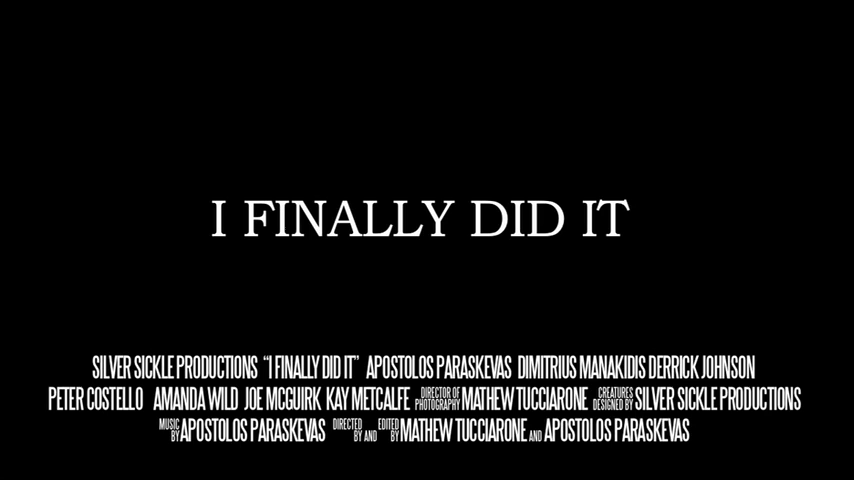 I FINALLY DID IT
SILVER SICKLE PRODUCTIONS "I FINALLY DID IT" APOSTOLOS PARASKEVAS DIMITRIUS MANAKIDIS DERRICK JOHNSON
PETER COSTELLO AMANDA WILD JOE MCGUIRK KAY METCALFE DIRECTOR OF PHOTOGRAPHY MATHEW TUCCIARONE CREATURES DESIGNED BY SILVER SICKLE PRODUCTIONS
MUSIC BY APOSTOLOS PARASKEVAS DIRECTED BY AND EDITED BY MATHEW TUCCIARONE AND APOSTOLOS PARASKEVAS